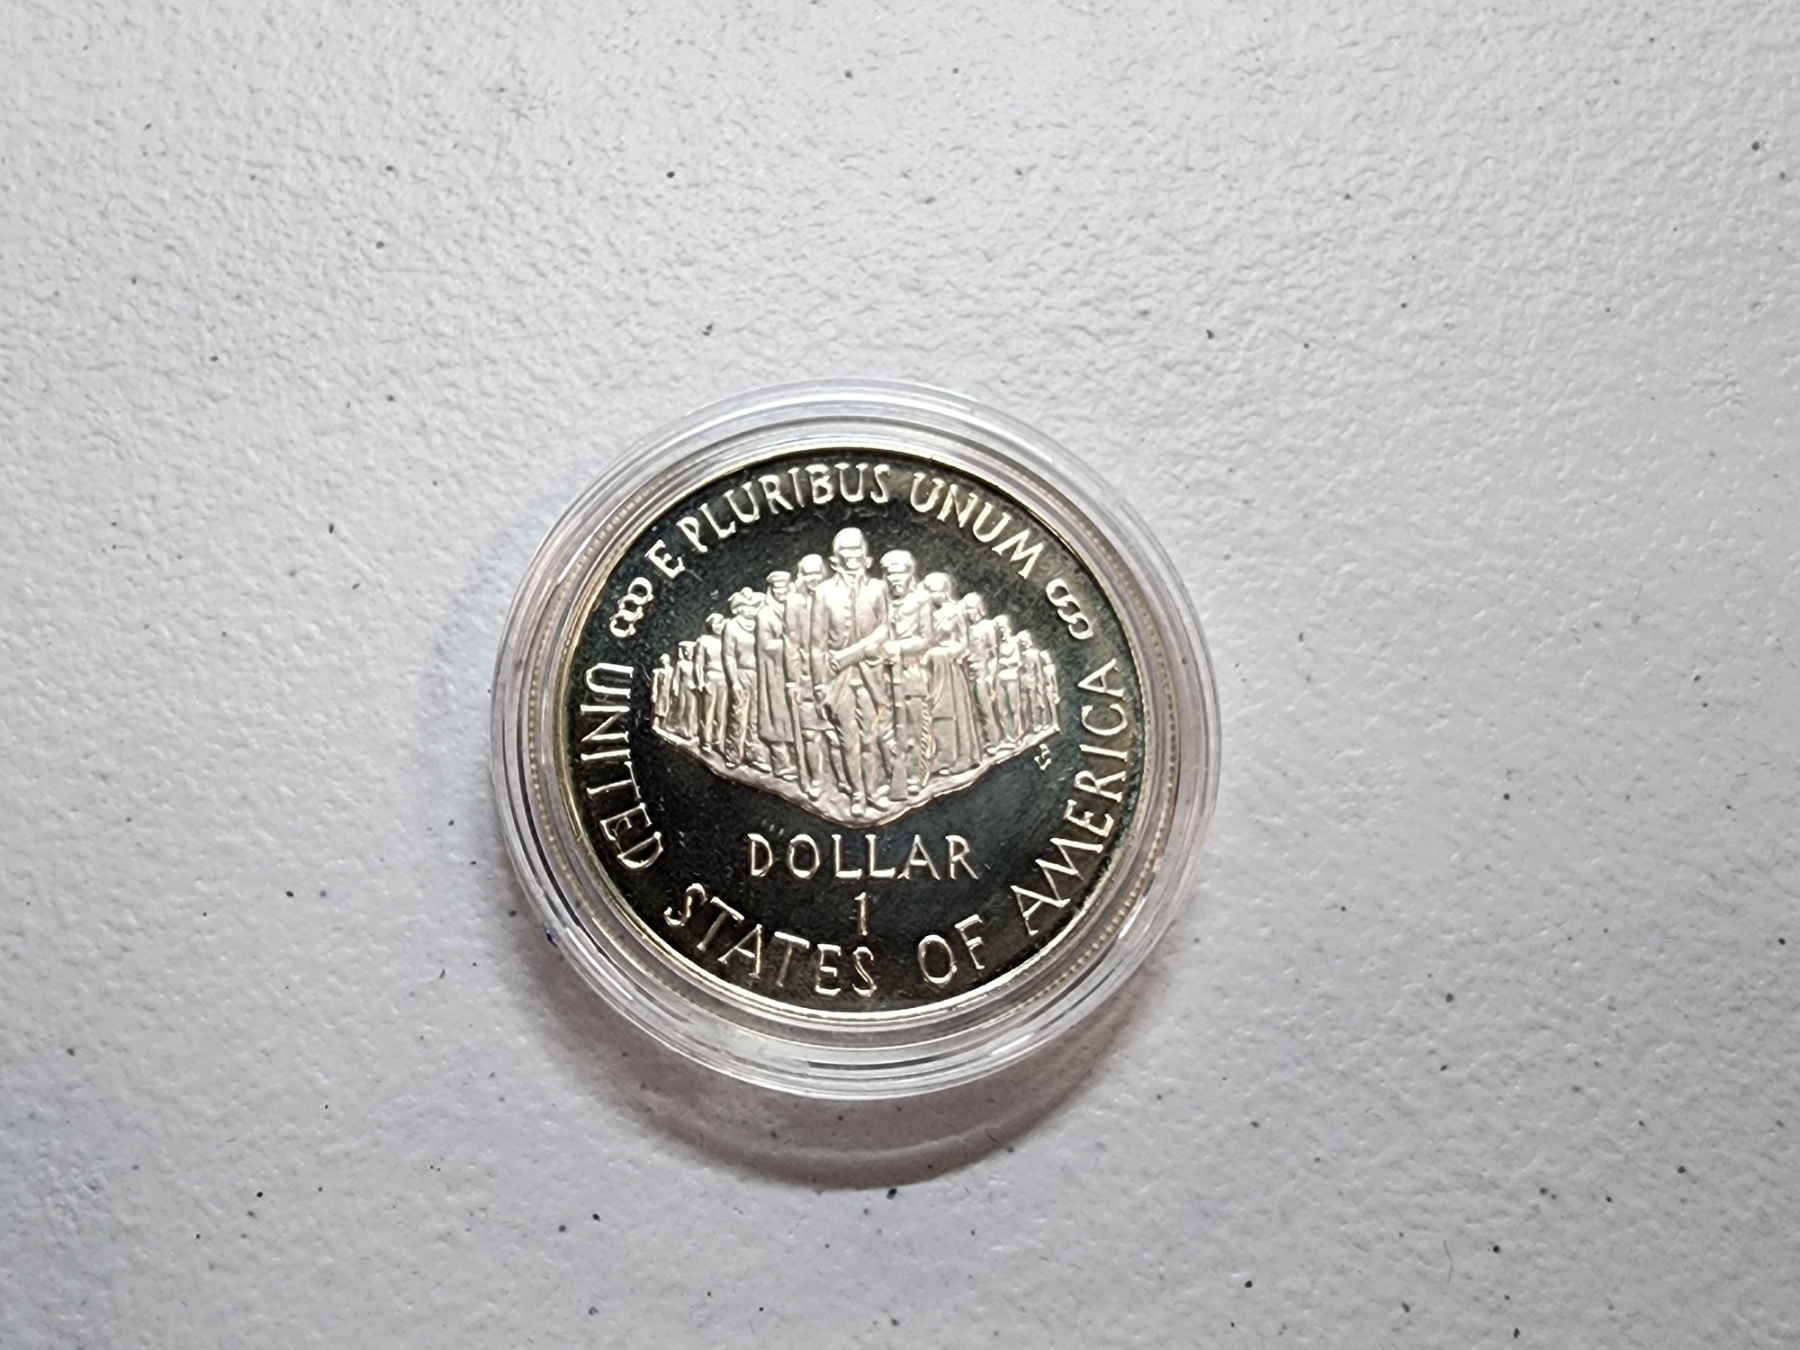 E PLURIBUS UNUM
DOLLAR
1
UNITED STATES OF AMERICA